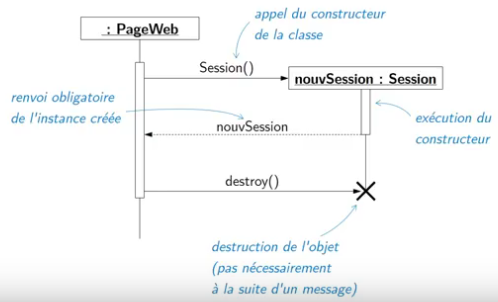 appel du constructeur
de la classe
: PageWeb
Session()
nouvSession : Session
renvoi obligatoire
de l'instance créée
nouvSession
exécution du
constructeur
destroy()
destruction de l'objet
(pas nécessairement
à la suite d'un message)